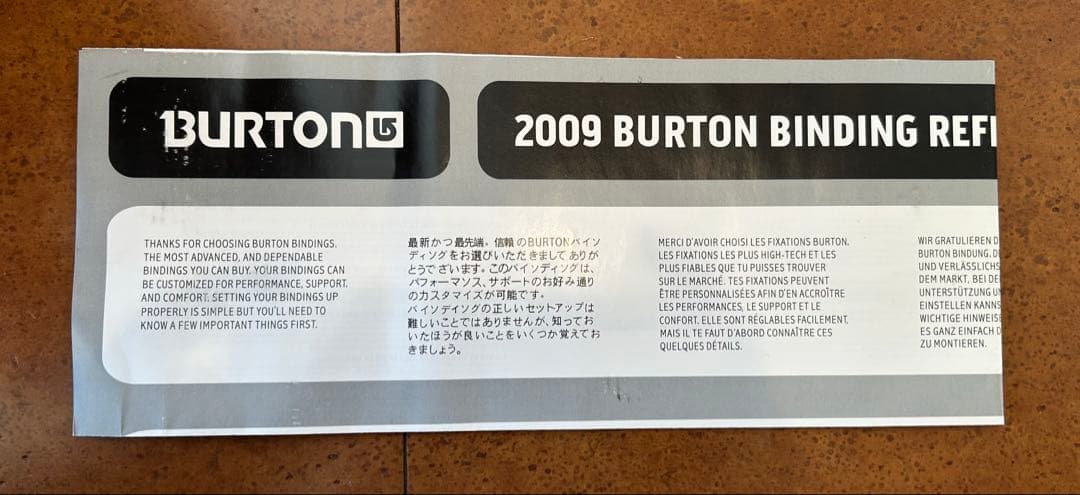 BURTON
2009 BURTON BINDING
THANKS FOR CHOOSING BURTON BINDINGS.
THE MOST ADVANCED, AND DEPENDABLE
BINDINGS YOU CAN BUY. YOUR BINDINGS CAN
BE CUSTOMIZED FOR PERFORMANCE, SUPPORT,
AND COMFORT. SETTING YOUR BINDINGS UP
PROPERLY IS SIMPLE BUT YOU'LL NEED TO
KNOW A FEW IMPORTANT THINGS FIRST.
最新かつ最先端。信頼のBURTONバインン
ディングをお選びいただきましてありが
とうございます。このバインディングは、
パフォーマンス、サポートのお好み通り
のカスタマイズが可能です。
バインディングの正しいセットアップは
難しいことではありませんが、知ってお
いたほうが良いことをいくつか覚えてお
きましょう。
MERCI D'AVOIR CHOISI LES FIXATIONS BURTON.
LES FIXATIONS LES PLUS HIGH-TECH ET LES
PLUS FIABLES QUE TU PUISSES TROUVER
SUR LE MARCHÉ. TES FIXATIONS PEUVENT
ÊTRE PERSONNALISÉES AFIN D'EN ACCROÎTRE
LES PERFORMANCES, LE SUPPORT ET LE
CONFORT. ELLE SONT RÉGLABLES FACILEMENT,
MAIS IL TE FAUT D'ABORD CONNAÎTRE CES
QUELQUES DÉTAILS.
WIR GRATULIEREN
BURTON BINDUNG.
UND
DEM MARKT, BEI
UNTERSTÜTZUNG
EINSTELLEN
WICHTIGE
ES GANZ EINFACH
ZU MONTIEREN.